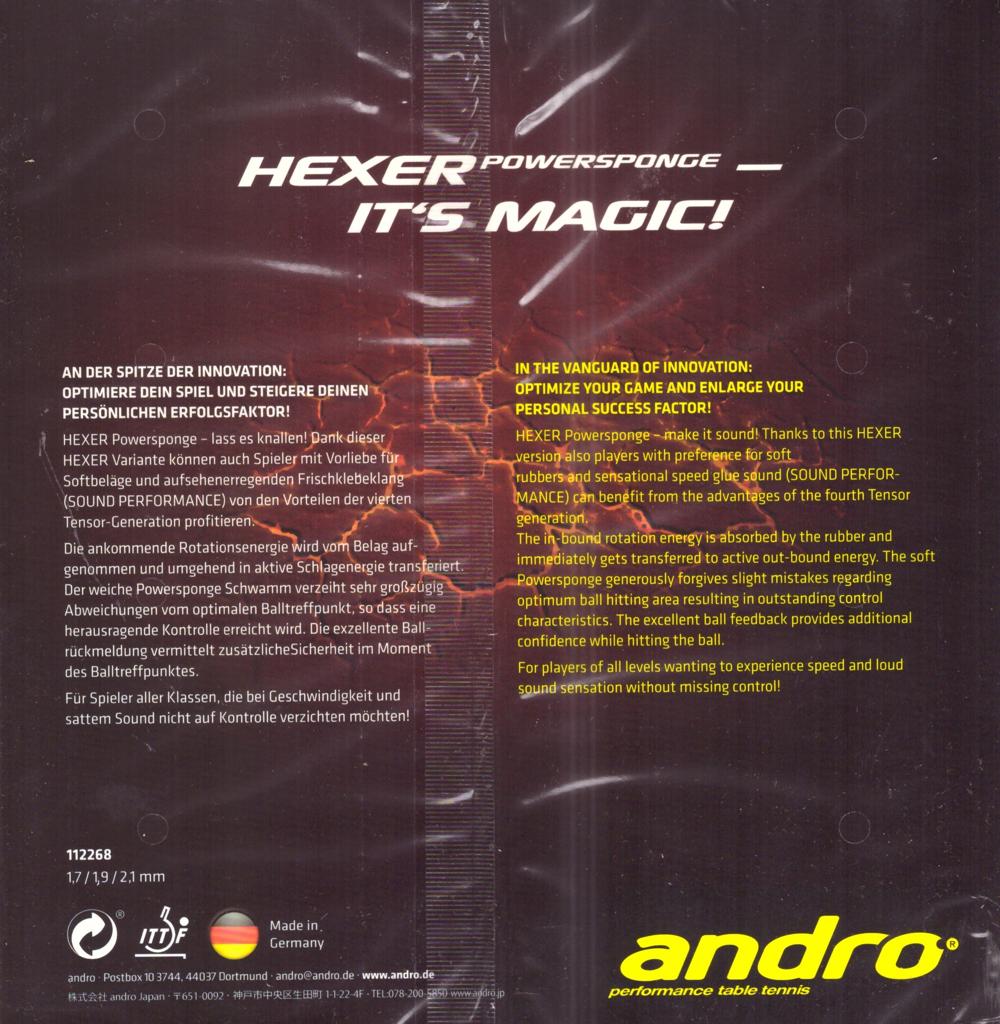 HEXER POWERSPONGE –
IT'S MAGIC!
AN DER SPITZE DER INNOVATION:
OPTIMIERE DEIN SPIEL UND STEIGERE DEINEN
PERSÖNLICHEN ERFOLGSFAKTOR!
HEXER Powersponge – lass es knallen! Dank dieser
HEXER Variante können auch Spieler mit Vorliebe für
Softbeläge und aufsehenerregenden Frischklebeklang
(SOUND PERFORMANCE) von den Vorteilen der vierten
Tensor-Generation profitieren.
Die ankommende Rotationsenergie wird vom Belag auf-
genommen und umgehend in aktive Schlagenergie transferiert.
Der weiche Powersponge Schwamm verzeiht sehr großzügig
Abweichungen vom optimalen Balltreffpunkt, so dass eine
herausragende Kontrolle erreicht wird. Die exzellente Ball-
rückmeldung vermittelt zusätzlicheSicherheit im Moment
des Balltreffpunktes.
Für Spieler aller Klassen, die bei Geschwindigkeit und
sattem Sound nicht auf Kontrolle verzichten möchten!
IN THE VANGUARD OF INNOVATION:
OPTIMIZE YOUR GAME AND ENLARGE YOUR
PERSONAL SUCCESS FACTOR!
HEXER Powersponge – make it sound! Thanks to this HEXER
version also players with preference for soft
rubbers and sensational speed glue sound (SOUND PERFOR-
MANCE) can benefit from the advantages of the fourth Tensor
generation.
The in-bound rotation energy is absorbed by the rubber and
immediately gets transferred to active out-bound energy. The soft
Powersponge generously forgives slight mistakes regarding
optimum ball hitting area resulting in outstanding control
characteristics. The excellent ball feedback provides additional
confidence while hitting the ball.
For players of all levels wanting to experience speed and loud
sound sensation without missing control!
112268
1,7 / 1,9 / 2,1 mm
®
ITTF
Made in
Germany
andro · Postbox 10 3744, 44037 Dortmund · andro@andro.de · www.andro.de
株式会社 andro Japan · 〒651-0092 · 神戸市中央区生田町 1-1-22-4F · TEL:078-200-5850 www.andro.jp
andro®
performance table tennis